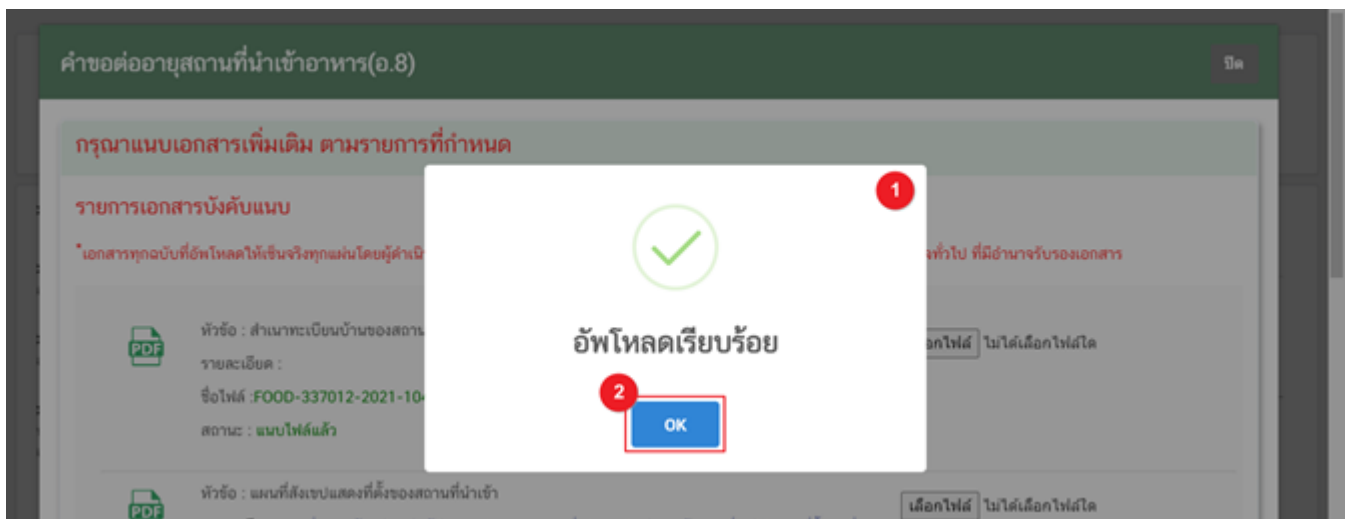 คำขอต่ออายุสถานที่นำเข้าอาหาร(อ.8)
ปิด
กรุณาแนบเอกสารเพิ่มเติม ตามรายการที่กำหนด
1
รายการเอกสารบังคับแนบ
*เอกสารทุกฉบับที่อัพโหลดให้เซ็นจริงทุกแผ่นโดยผู้ดำเนิ
ทั่วไป ที่มีอำนาจรับรองเอกสาร
หัวข้อ : สำเนาทะเบียนบ้านของสถาน
อัพโหลดเรียบร้อย
อกไฟล์ ไม่ได้เลือกไฟล์ใด
PDF
รายละเอียด :
ชื่อไฟล์ :FOOD-337012-2021-104
2
OK
สถานะ : แนบไฟล์แล้ว
หัวข้อ : แผนที่สังเขปแสดงที่ตั้งของสถานที่นำเข้า
PDF
เลือกไฟล์ ไม่ได้เลือกไฟล์ใด